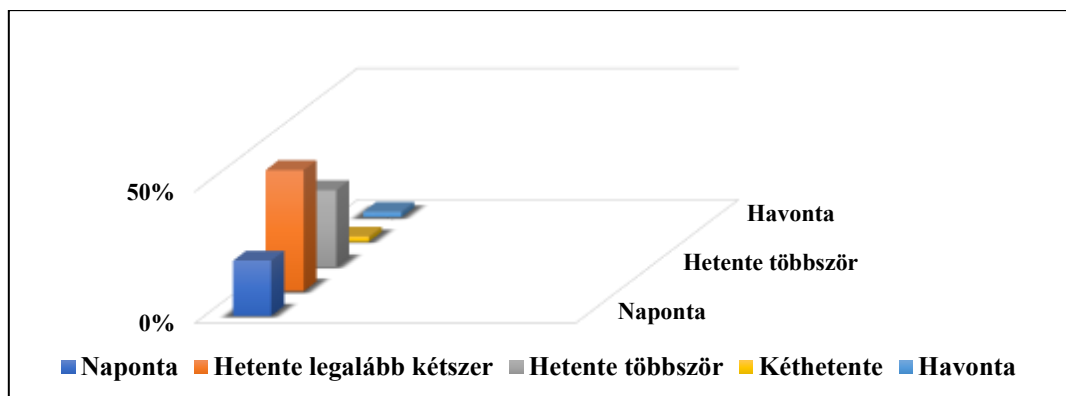 50%
Havonta
Hetente többször
0%
Naponta
Naponta Hetente legalább kétszer Hetente többször Kéthetente Havonta